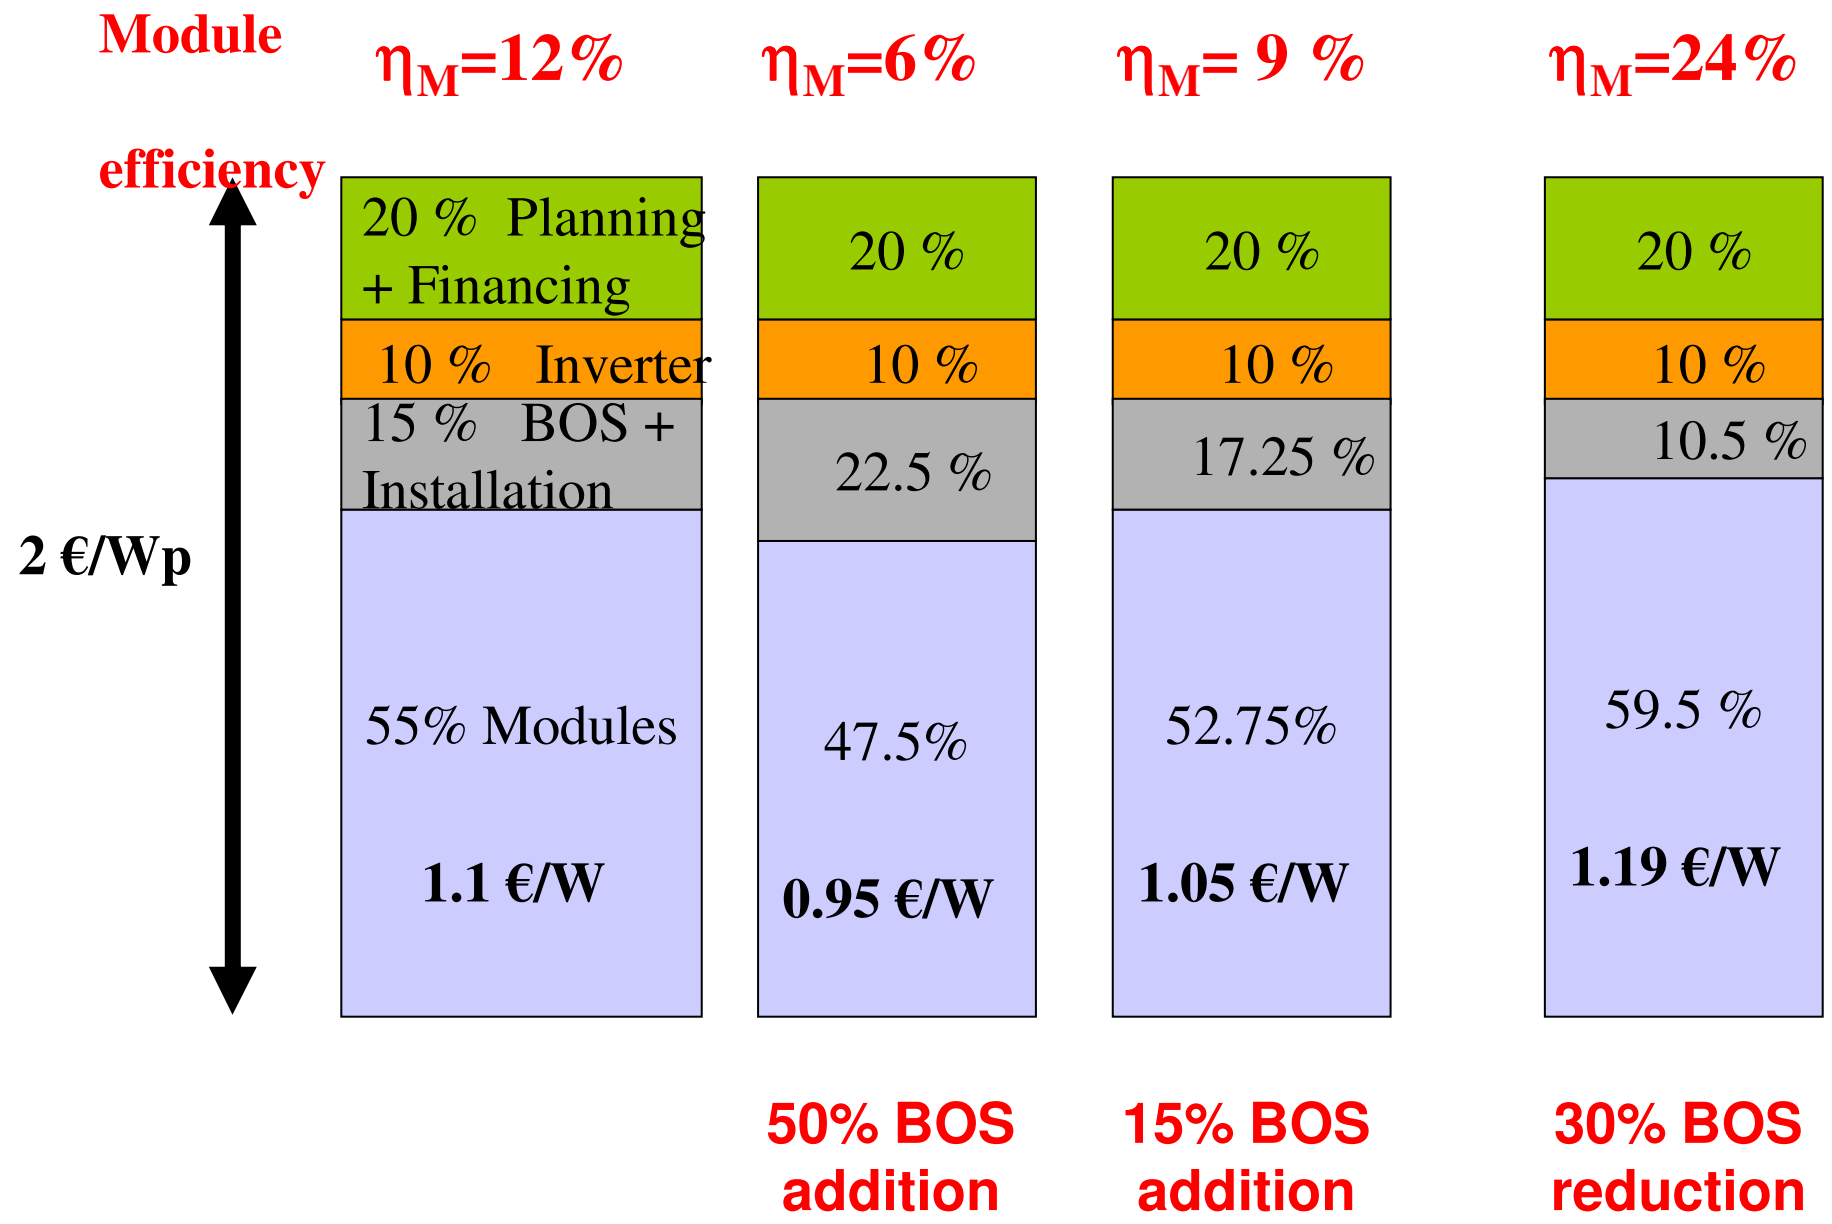 Module
efficiency
ηM=12%
ηM=6%
ηM= 9 %
ηM=24%
2 €/Wp
20 % Planning
+ Financing
10 % Inverter
15 % BOS +
Installation
55% Modules
1.1 €/W
20 %
10 %
22.5 %
47.5%
0.95 €/W
50% BOS
addition
20 %
10 %
17.25 %
52.75%
1.05 €/W
15% BOS
addition
20 %
10 %
10.5 %
59.5 %
1.19 €/W
30% BOS
reduction